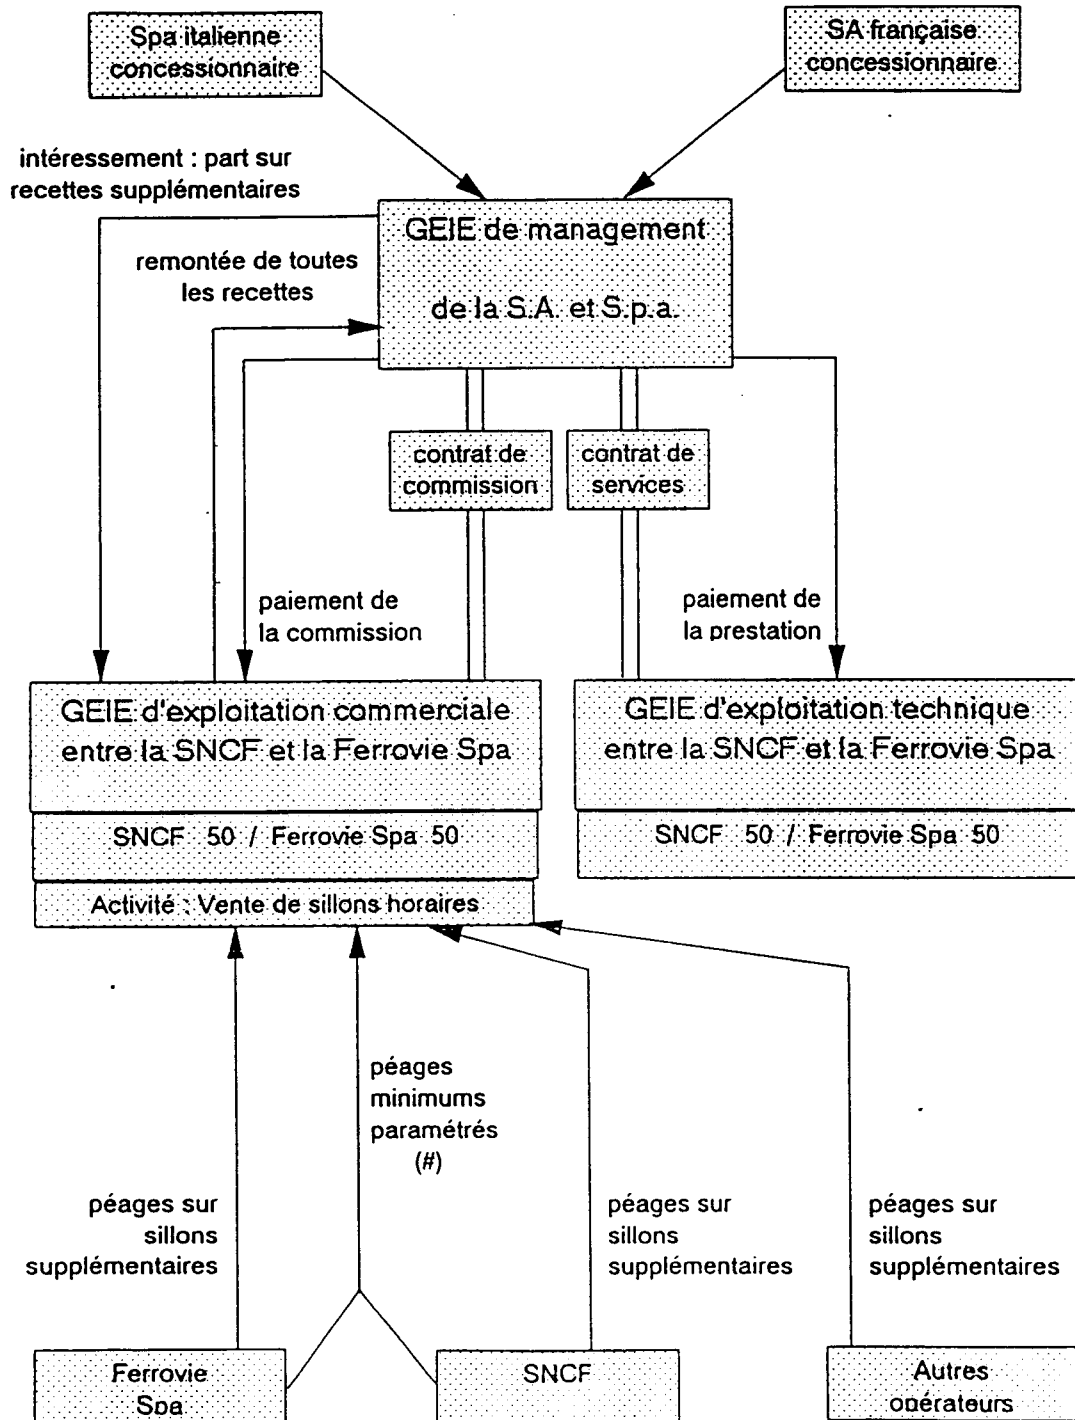 Spa italienne
concessionnaire
SA française
concessionnaire
intéressement : part sur
recettes supplémentaires
GEIE de management
de la S.A. et S.p.a.
remontée de toutes
les recettes
contrat de
commission
contrat de
services
paiement de
la commission
paiement de
la prestation
GEIE d'exploitation commerciale
entre la SNCF et la Ferrovie Spa
GEIE d'exploitation technique
entre la SNCF et la Ferrovie Spa
SNCF 50 / Ferrovie Spa 50
SNCF 50 / Ferrovie Spa 50
Activité : Vente de sillons horaires
péages
minimums
paramétrés
(#)
péages sur
sillons
supplémentaires
péages sur
sillons
supplémentaires
péages sur
sillons
supplémentaires
Ferrovie
Spa
SNCF
Autres
opérateurs